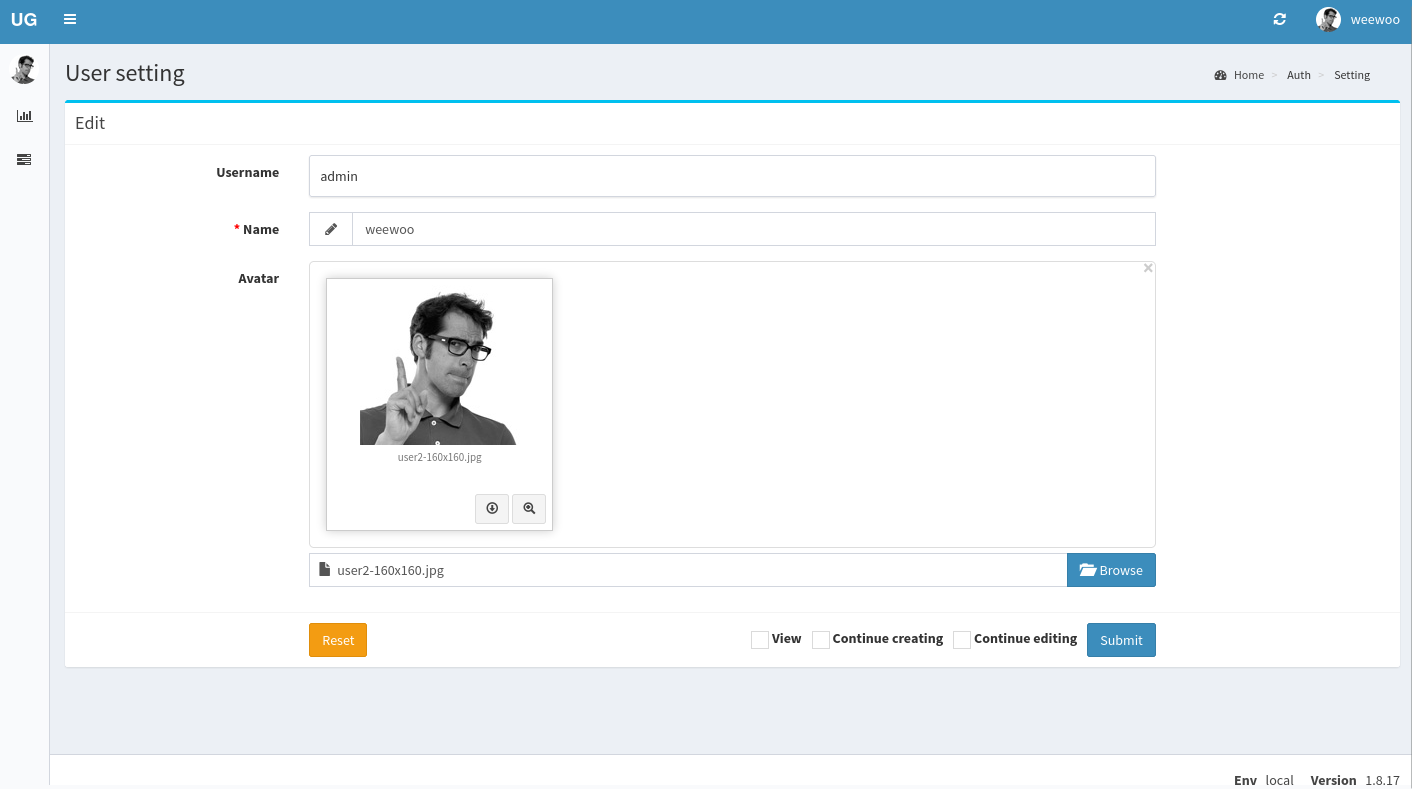 UG
weewoo
User setting
Home > Auth > Setting
Edit
Username
admin
* Name
weewoo
Avatar
×
user2-160x160.jpg
user2-160x160.jpg
Browse
Reset
View
Continue creating
Continue editing
Submit
Env local Version 1.8.17